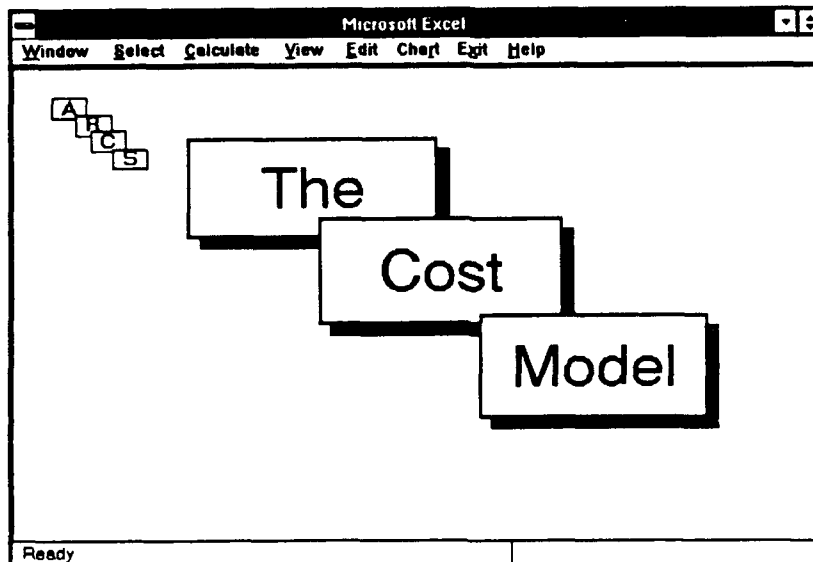 Microsoft Excel
Window Select Calculate View Edit Chart Exit Help
A
R
C
S
The
Cost
Model
Ready